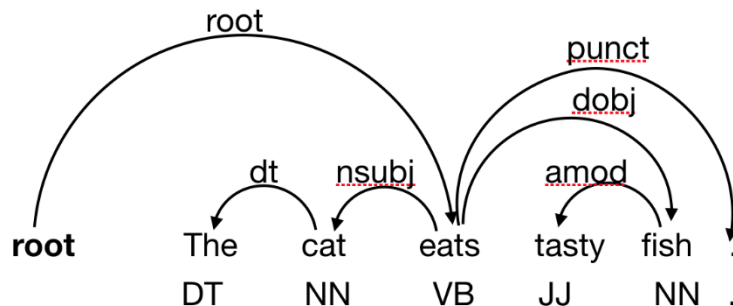 root
punct
dobj
dt nsubj amod
root The cat eats tasty fish .
DT NN VB JJ NN .